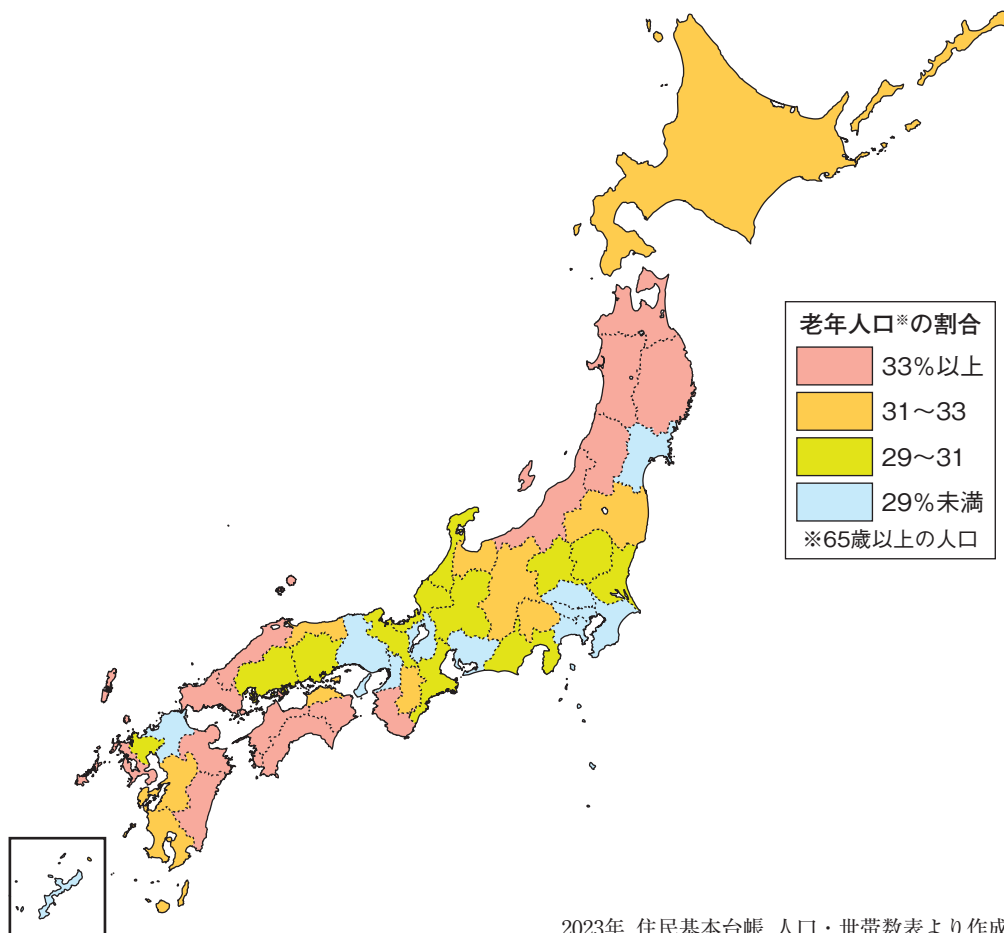 老年人口※の割合
33%以上
31〜33
29〜31
29%未満
※65歳以上の人口
2023年 住民基本台帳 人口・世帯数表より作成